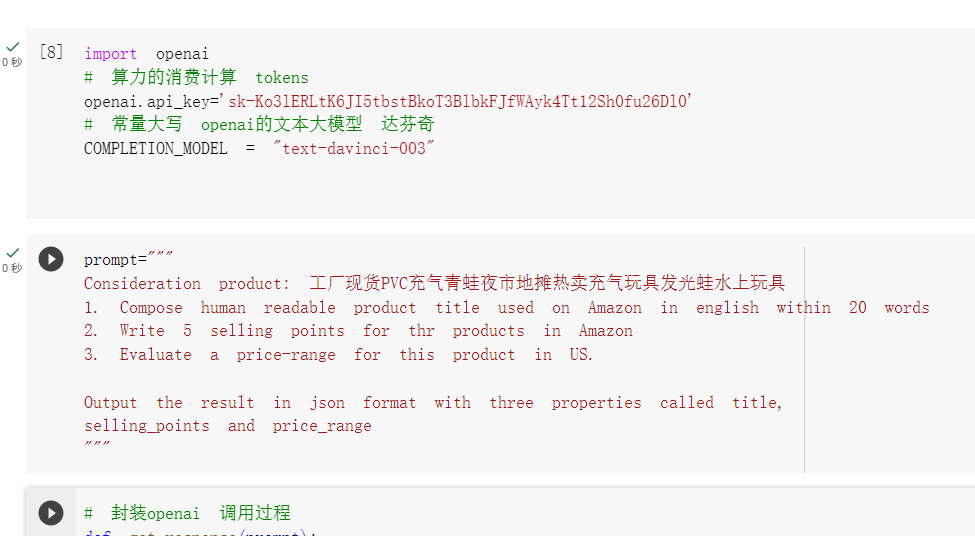 [8] import openai
0 秒
# 算力的消费计算 tokens
openai.api_key=''
# 常量大写 openai的文本大模型 达芬奇
COMPLETION_MODEL = "text-davinci-003"
0 秒
prompt="""
Consideration product: 工厂现货PVC充气青蛙夜市地摊热卖充气玩具发光蛙水上玩具
1. Compose human readable product title used on Amazon in english within 20 words
2. Write 5 selling points for thr products in Amazon
3. Evaluate a price-range for this product in US.
Output the result in json format with three properties called title,
selling_points and price_range
"""
# 封装openai 调用过程
def get_response(prompt):